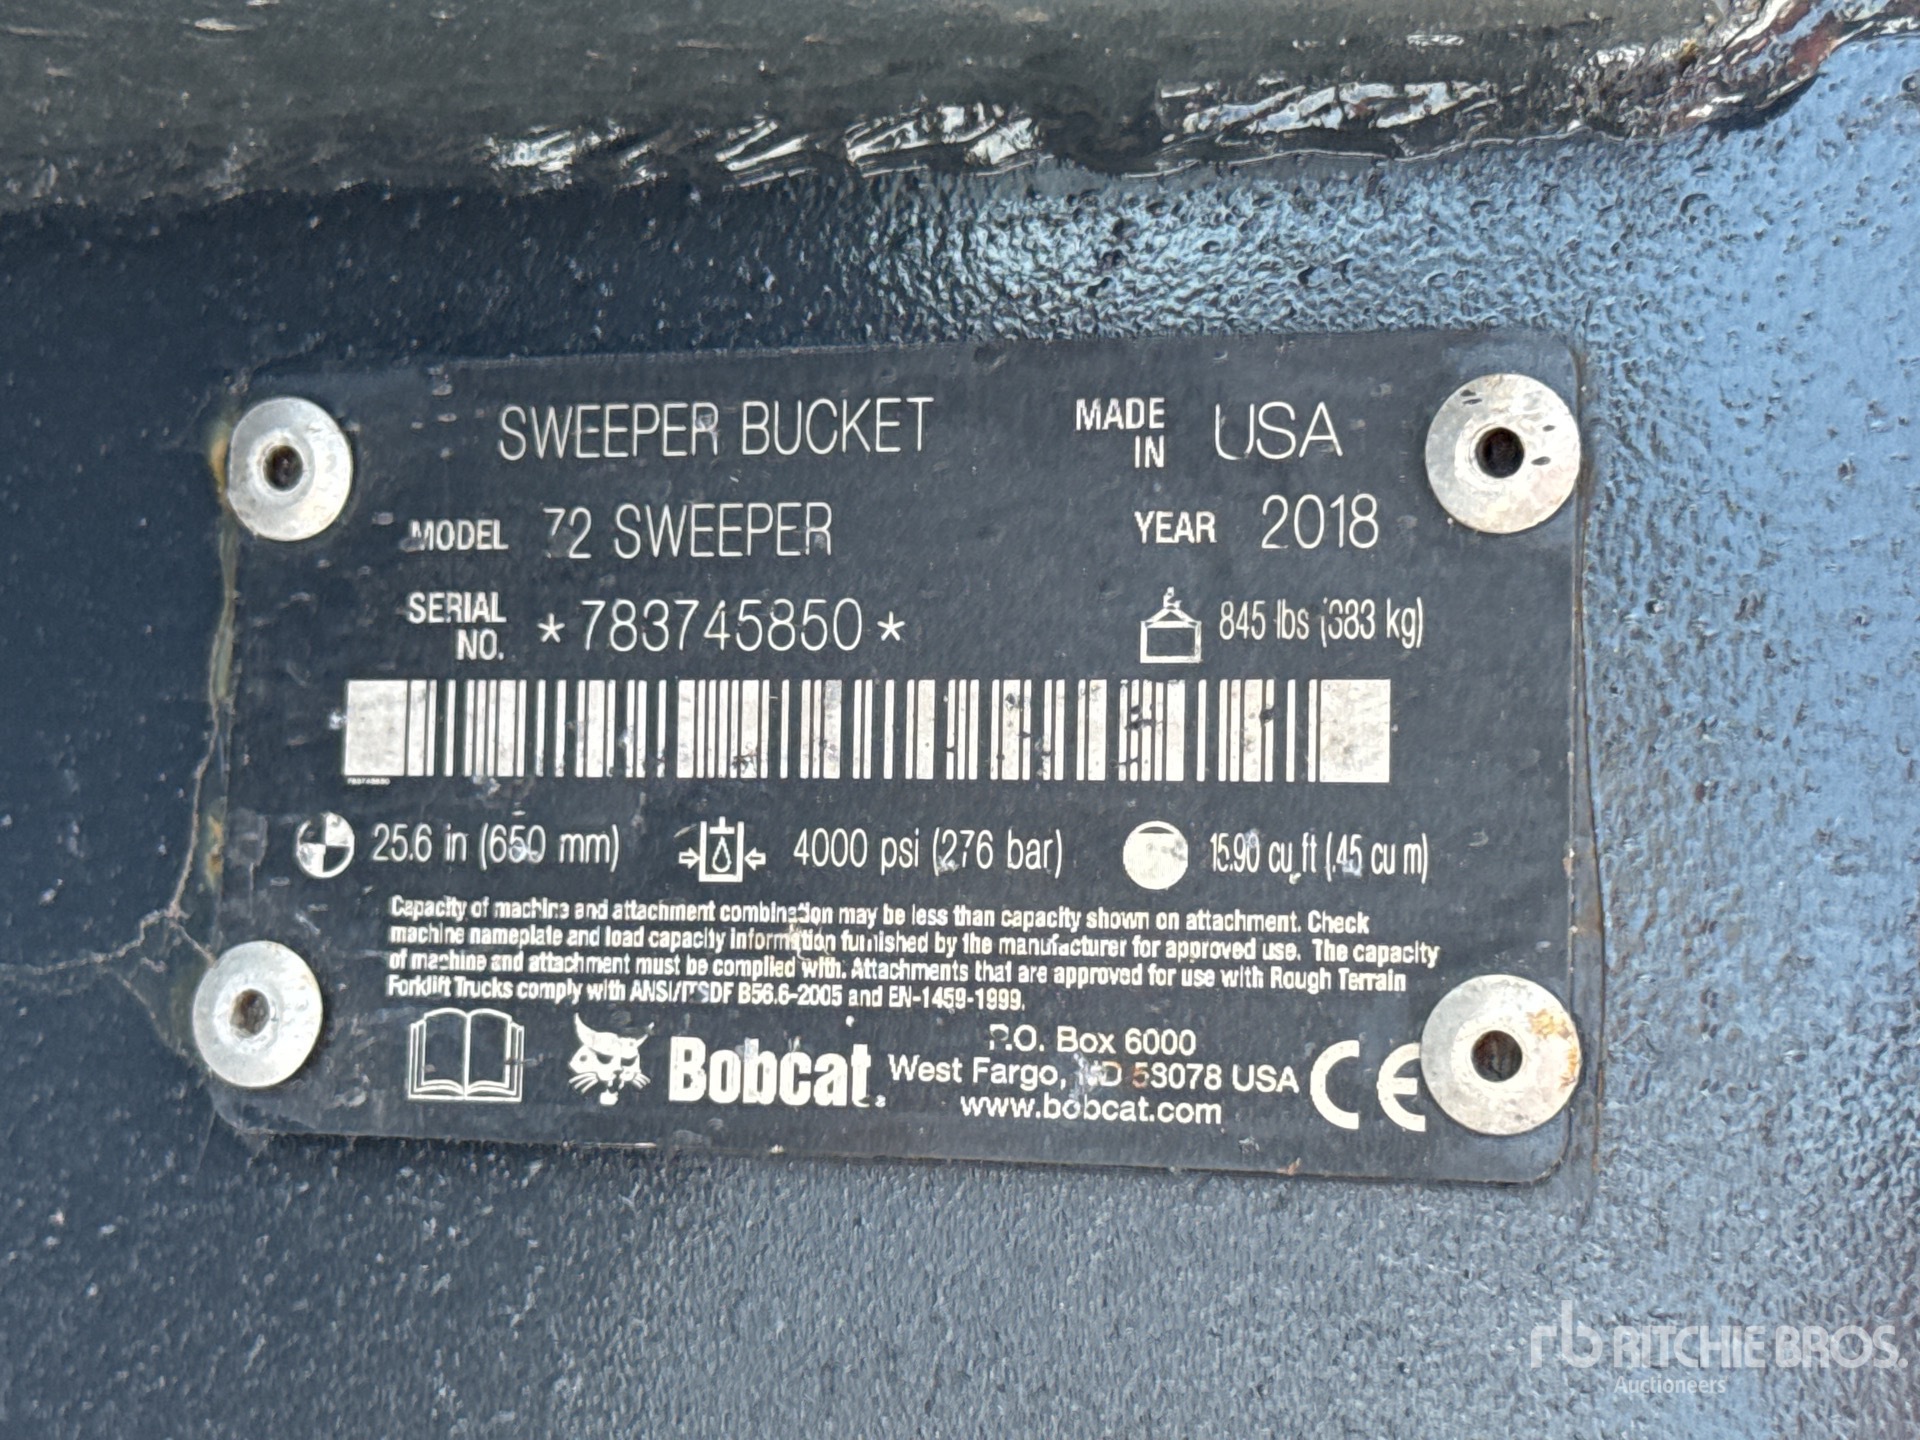 SWEEPER BUCKET
MADE IN USA
MODEL 72 SWEEPER
YEAR 2018
SERIAL NO. *783745850*
845 lbs (383 kg)
783745850
25.6 in (650 mm)
4000 psi (276 bar)
15.90 cu ft (.45 cu m)
Capacity of machine and attachment combination may be less than capacity shown on attachment. Check
machine nameplate and load capacity information furnished by the manufacturer for approved use. The capacity
of machine and attachment must be complied with. Attachments that are approved for use with Rough Terrain
Forklift Trucks comply with ANSI/ITSDF B56.6-2005 and EN-1459-1999.
Bobcat.
P.O. Box 6000
West Fargo, ND 58078 USA
www.bobcat.com
CE
rb RITCHIE BROS.
Auctioneers